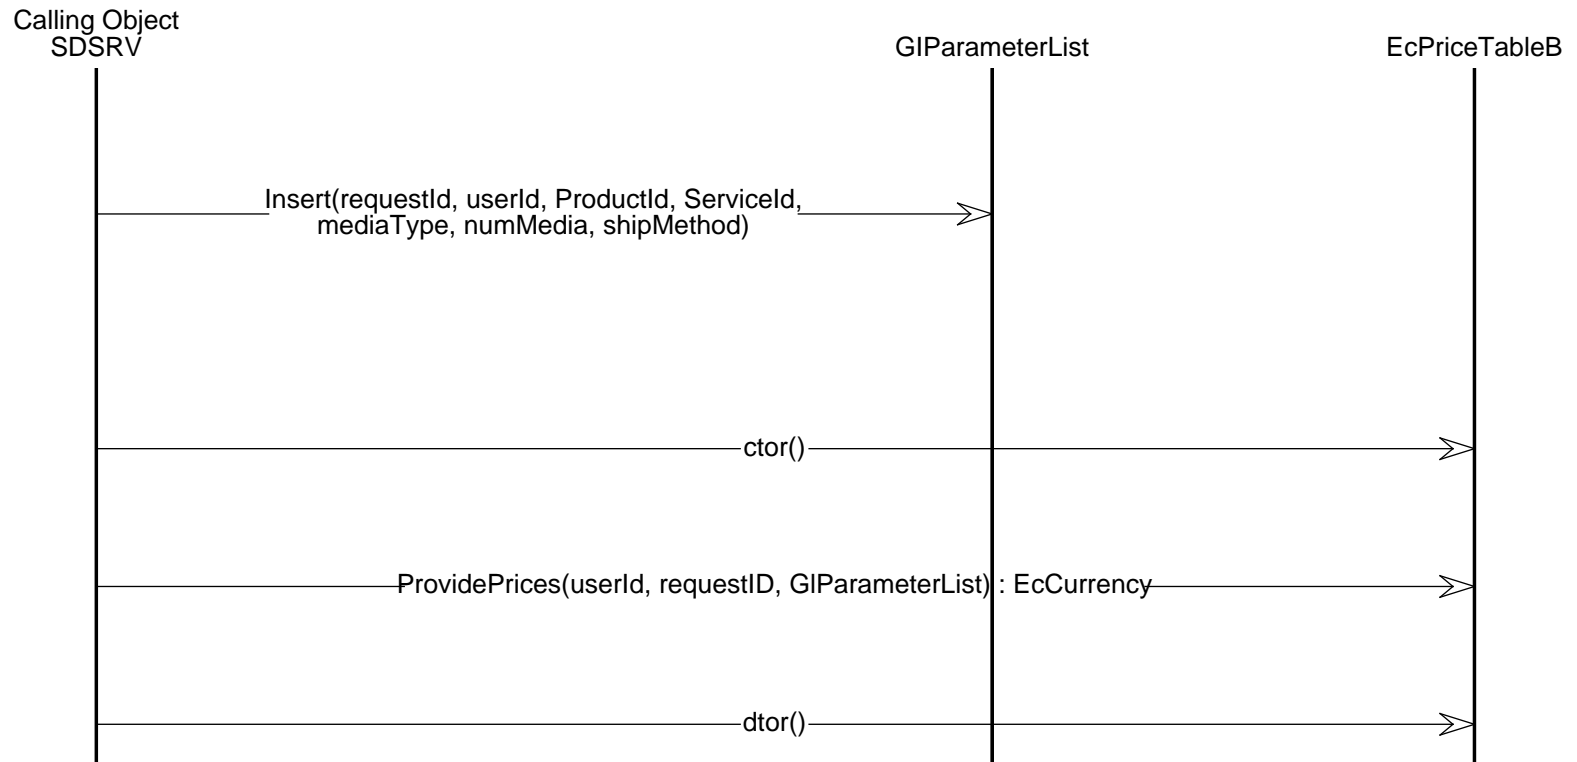 Calling Object
SDSRV
GlParameterList
EcPriceTableB
Insert(requestId, userId, ProductId, ServiceId,
mediaType, numMedia, shipMethod)
ctor()
ProvidePrices(userId, requestID, GlParameterList) : EcCurrency
dtor()